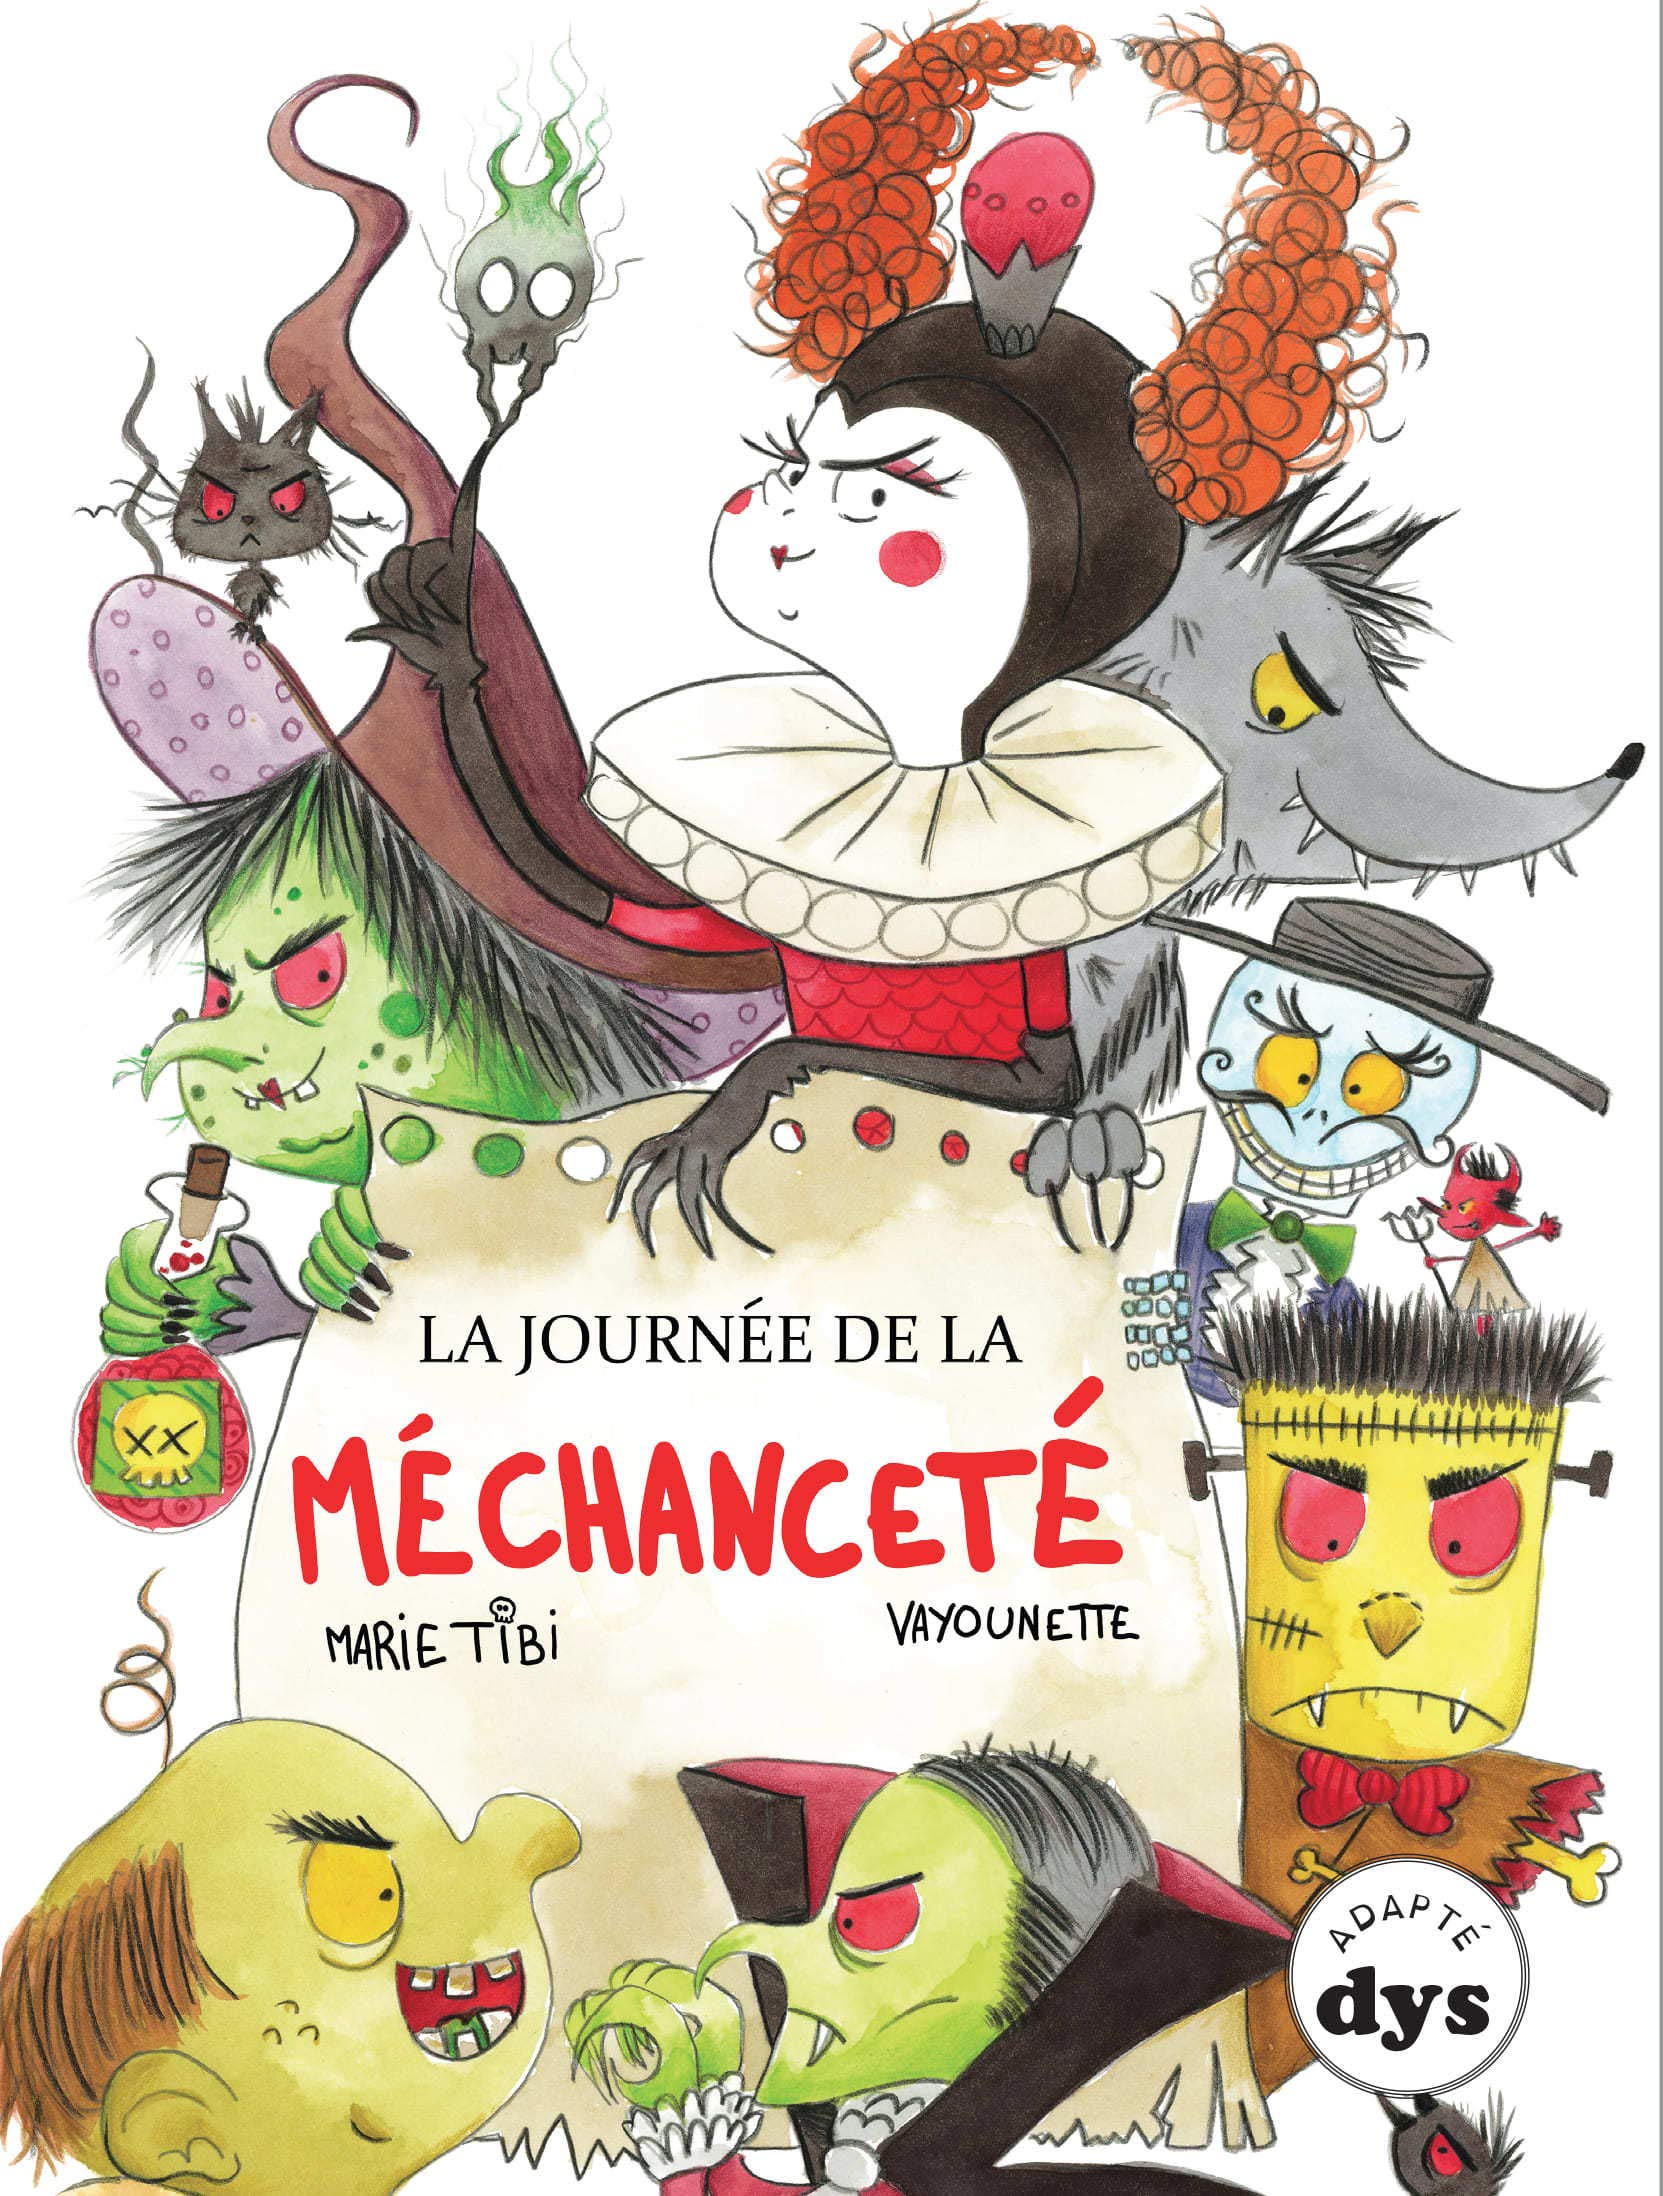 LA JOURNÉE DE LA
MÉCHANCETÉ
MARiE TiBi
VAYOUNETTE
ADAPTÉ
dys